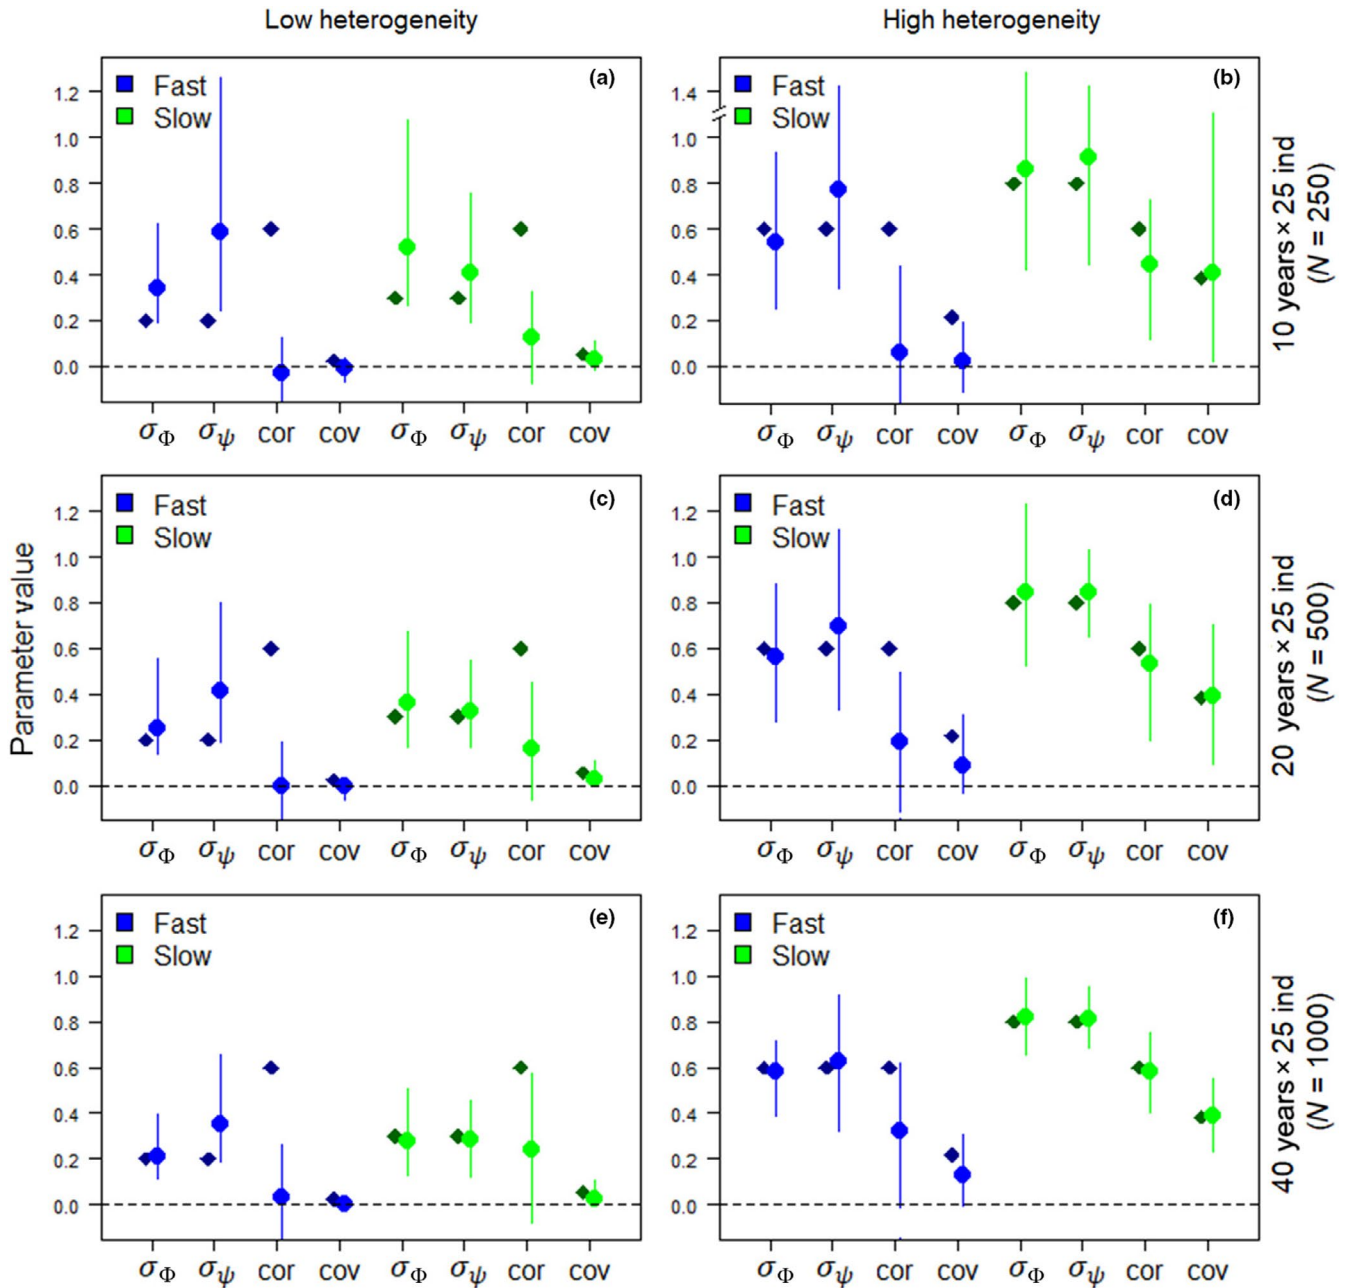 Low heterogeneity
High heterogeneity
Fast
Slow
(a)
1.2
1.0
0.8
0.6
0.4
0.2
0.0
σΦ σψ cor cov σΦ σψ cor cov
Fast
Slow
(b)
1.4
1.0
0.8
0.6
0.4
0.2
0.0
σΦ σψ cor cov σΦ σψ cor cov
10 years × 25 ind
(N = 250)
Parameter value
Fast
Slow
(c)
1.2
1.0
0.8
0.6
0.4
0.2
0.0
σΦ σψ cor cov σΦ σψ cor cov
Fast
Slow
(d)
1.2
1.0
0.8
0.6
0.4
0.2
0.0
σΦ σψ cor cov σΦ σψ cor cov
20 years × 25 ind
(N = 500)
Fast
Slow
(e)
1.2
1.0
0.8
0.6
0.4
0.2
0.0
σΦ σψ cor cov σΦ σψ cor cov
Fast
Slow
(f)
1.2
1.0
0.8
0.6
0.4
0.2
0.0
σΦ σψ cor cov σΦ σψ cor cov
40 years × 25 ind
(N = 1000)